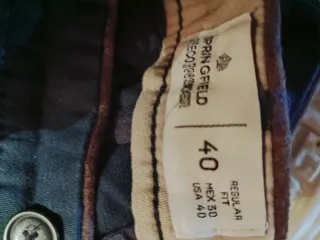 SPRINGFIELD
40
REGULAR
FIT
MEX 30
USA 40